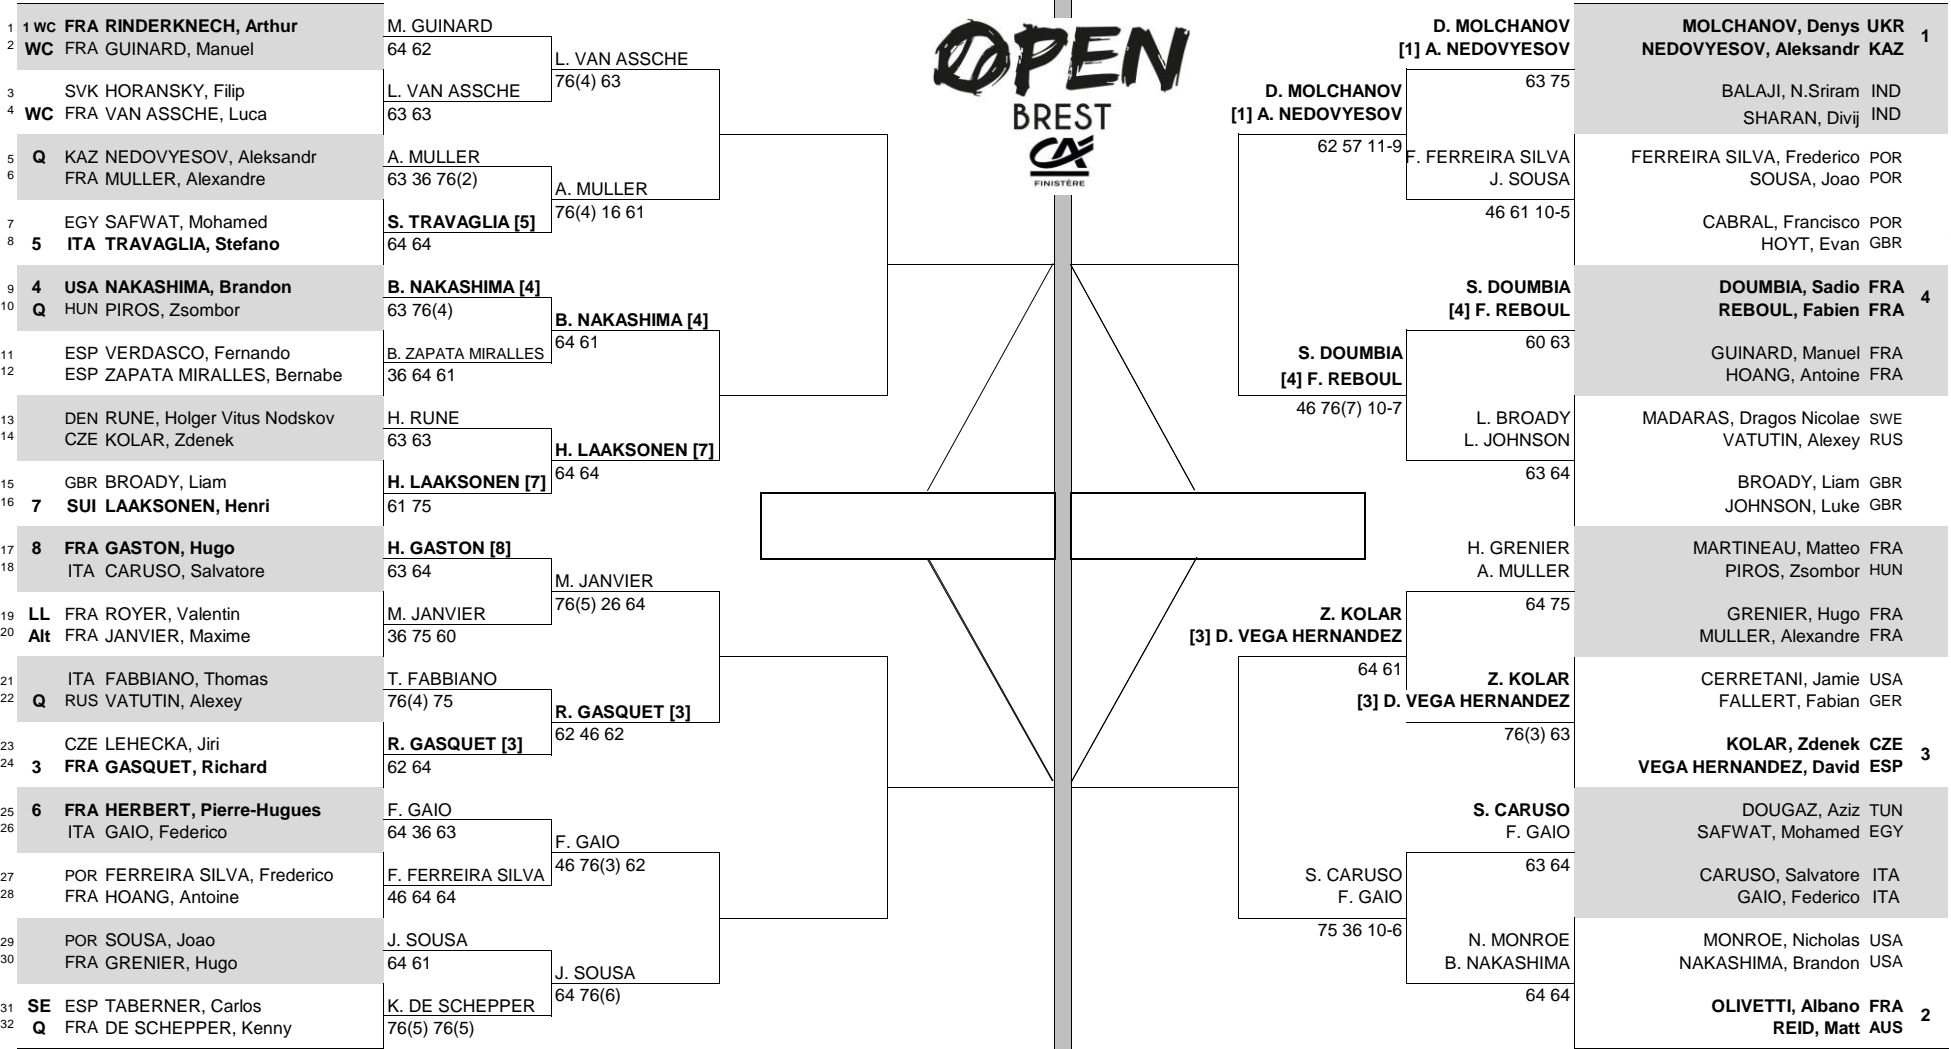 1 1 WC FRA RINDERKNECH, Arthur
2 WC FRA GUINARD, Manuel
3 SVK HORANSKY, Filip
4 WC FRA VAN ASSCHE, Luca
5 Q KAZ NEDOVYESOV, Aleksandr
6 FRA MULLER, Alexandre
7 EGY SAFWAT, Mohamed
8 5 ITA TRAVAGLIA, Stefano
9 4 USA NAKASHIMA, Brandon
10 Q HUN PIROS, Zsombor
11 ESP VERDASCO, Fernando
12 ESP ZAPATA MIRALLES, Bernabe
13 DEN RUNE, Holger Vitus Nodskov
14 CZE KOLAR, Zdenek
15 GBR BROADY, Liam
16 7 SUI LAAKSONEN, Henri
17 8 FRA GASTON, Hugo
18 ITA CARUSO, Salvatore
19 LL FRA ROYER, Valentin
20 Alt FRA JANVIER, Maxime
21 ITA FABBIANO, Thomas
22 Q RUS VATUTIN, Alexey
23 CZE LEHECKA, Jiri
24 3 FRA GASQUET, Richard
25 6 FRA HERBERT, Pierre-Hugues
26 ITA GAIO, Federico
27 POR FERREIRA SILVA, Frederico
28 FRA HOANG, Antoine
29 POR SOUSA, Joao
30 FRA GRENIER, Hugo
31 SE ESP TABERNER, Carlos
32 Q FRA DE SCHEPPER, Kenny
M. GUINARD
64 62
L. VAN ASSCHE
63 63
A. MULLER
63 36 76(2)
S. TRAVAGLIA [5]
64 64
B. NAKASHIMA [4]
63 76(4)
B. ZAPATA MIRALLES
36 64 61
H. RUNE
63 63
H. LAAKSONEN [7]
61 75
H. GASTON [8]
63 64
M. JANVIER
36 75 60
T. FABBIANO
76(4) 75
R. GASQUET [3]
62 64
F. GAIO
64 36 63
F. FERREIRA SILVA
46 64 64
J. SOUSA
64 61
K. DE SCHEPPER
76(5) 76(5)
L. VAN ASSCHE
76(4) 63
A. MULLER
76(4) 16 61
B. NAKASHIMA [4]
64 61
H. LAAKSONEN [7]
64 64
M. JANVIER
76(5) 26 64
R. GASQUET [3]
62 46 62
F. GAIO
46 76(3) 62
J. SOUSA
64 76(6)
OPEN
BREST
CA
FINISTÈRE
D. MOLCHANOV
[1] A. NEDOVYESOV
62 57 11-9
S. DOUMBIA
[4] F. REBOUL
46 76(7) 10-7
Z. KOLAR
[3] D. VEGA HERNANDEZ
64 61
S. CARUSO
F. GAIO
75 36 10-6
D. MOLCHANOV
[1] A. NEDOVYESOV
63 75
F. FERREIRA SILVA
J. SOUSA
46 61 10-5
S. DOUMBIA
[4] F. REBOUL
60 63
L. BROADY
L. JOHNSON
63 64
H. GRENIER
A. MULLER
64 75
Z. KOLAR
[3] D. VEGA HERNANDEZ
76(3) 63
S. CARUSO
F. GAIO
63 64
N. MONROE
B. NAKASHIMA
64 64
MOLCHANOV, Denys UKR 1
NEDOVYESOV, Aleksandr KAZ
BALAJI, N.Sriram IND
SHARAN, Divij IND
FERREIRA SILVA, Frederico POR
SOUSA, Joao POR
CABRAL, Francisco POR
HOYT, Evan GBR
DOUMBIA, Sadio FRA 4
REBOUL, Fabien FRA
GUINARD, Manuel FRA
HOANG, Antoine FRA
MADARAS, Dragos Nicolae SWE
VATUTIN, Alexey RUS
BROADY, Liam GBR
JOHNSON, Luke GBR
MARTINEAU, Matteo FRA
PIROS, Zsombor HUN
GRENIER, Hugo FRA
MULLER, Alexandre FRA
CERRETANI, Jamie USA
FALLERT, Fabian GER
KOLAR, Zdenek CZE 3
VEGA HERNANDEZ, David ESP
DOUGAZ, Aziz TUN
SAFWAT, Mohamed EGY
CARUSO, Salvatore ITA
GAIO, Federico ITA
MONROE, Nicholas USA
NAKASHIMA, Brandon USA
OLIVETTI, Albano FRA 2
REID, Matt AUS